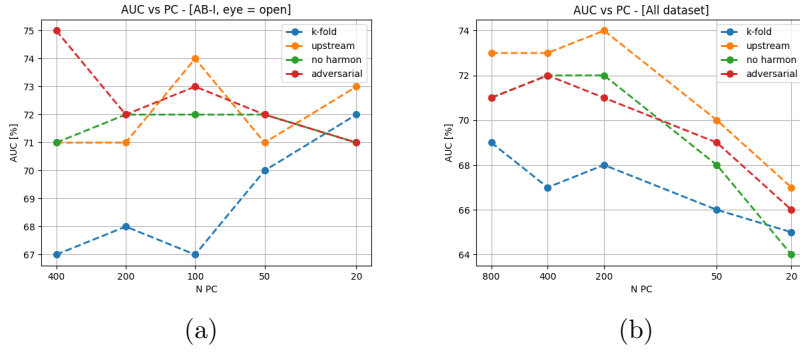 AUC vs PC - [AB-I, eye = open]
AUC [%]
75
74
73
72
71
70
69
68
67
k-fold
upstream
no harmon
adversarial
400
200
100
50
20
N PC
(a)
AUC vs PC - [All dataset]
AUC [%]
74
72
70
68
66
64
k-fold
upstream
no harmon
adversarial
800
400
200
50
20
N PC
(b)